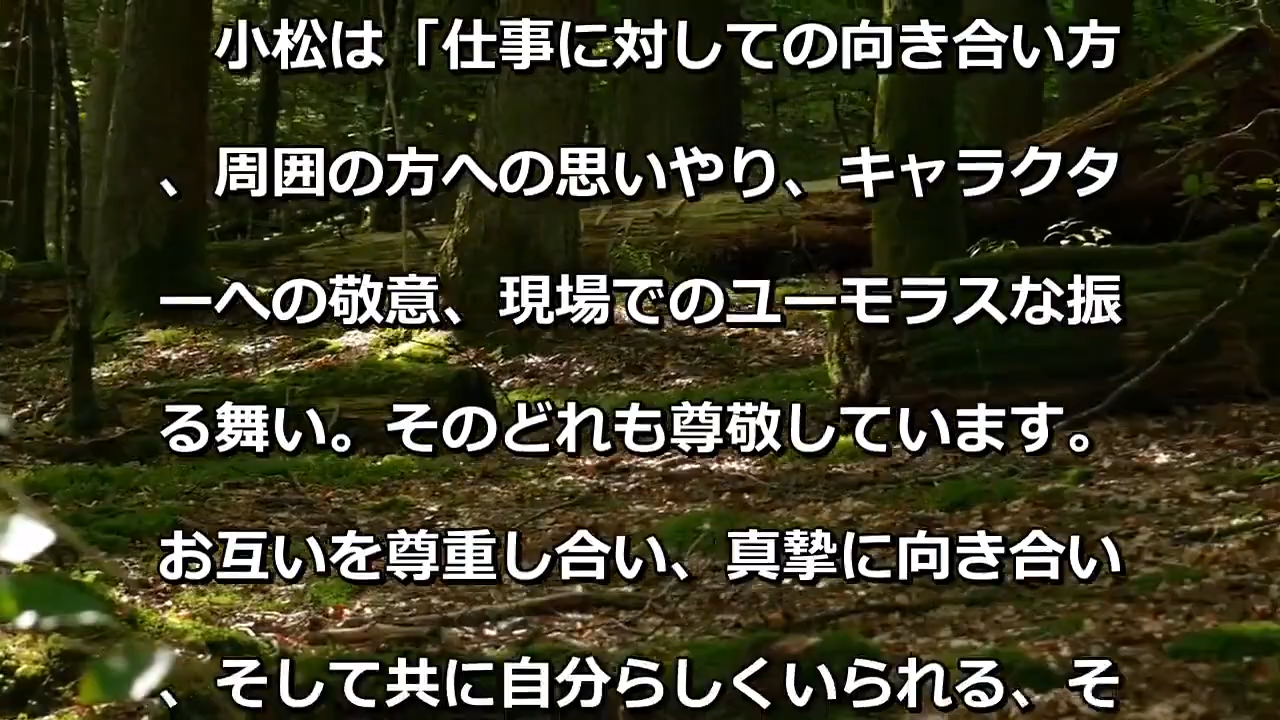 小松は「仕事に対しての向き合い方
、周囲の方への思いやり、キャラクタ
ーへの敬意、現場でのユーモラスな振
る舞い。そのどれも尊敬しています。
お互いを尊重し合い、真摯に向き合い
、そして共に自分らしくいられる、そ